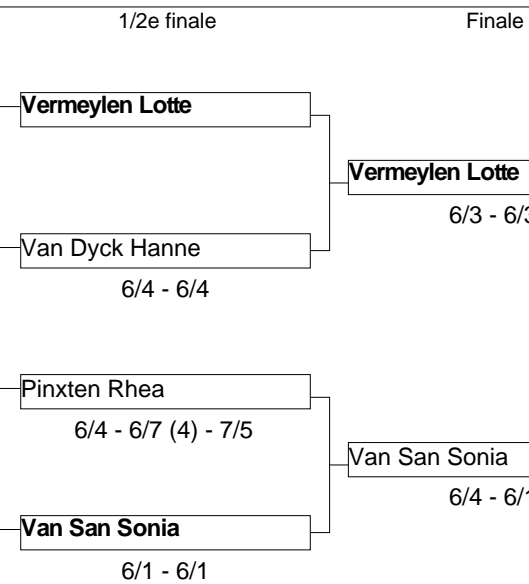 1/2e finale Finale
Vermeylen Lotte
Vermeylen Lotte
6/3 - 6/3
Van Dyck Hanne
6/4 - 6/4
Pinxten Rhea
6/4 - 6/7 (4) - 7/5
Van San Sonia
6/4 - 6/1
Van San Sonia
6/1 - 6/1